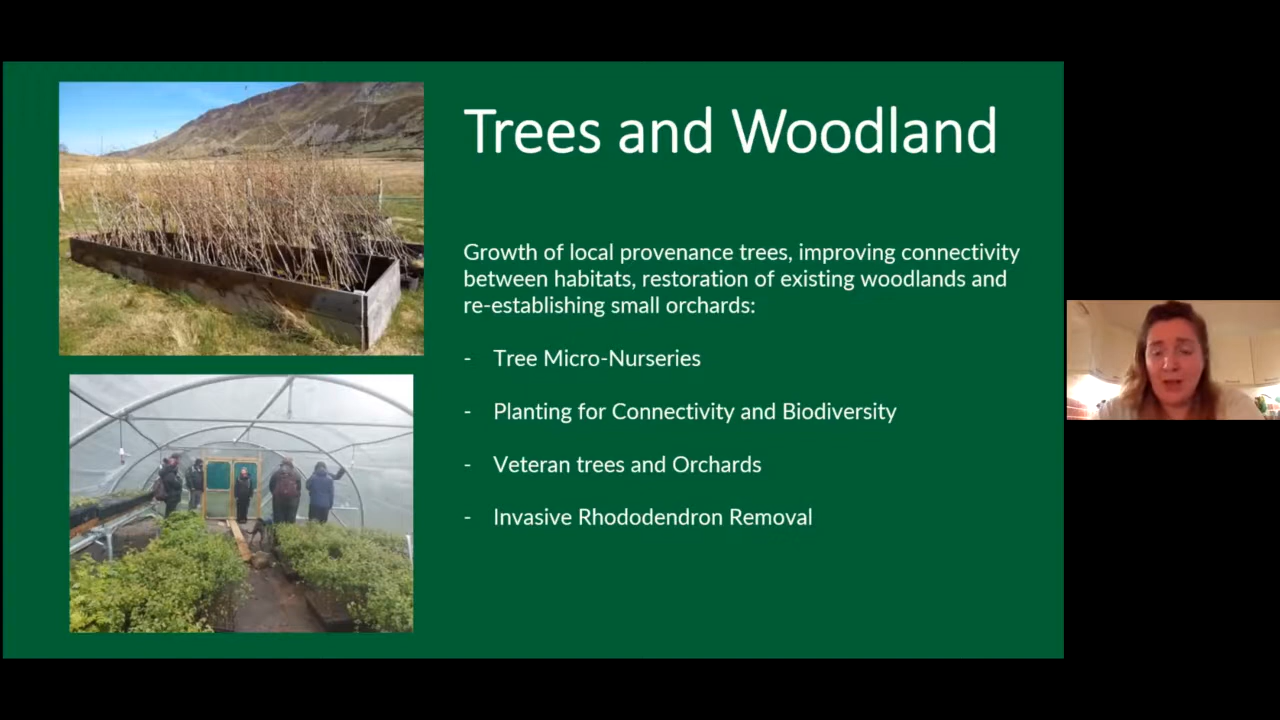 Trees and Woodland
Growth of local provenance trees, improving connectivity
between habitats, restoration of existing woodlands and
re-establishing small orchards:
- Tree Micro-Nurseries
- Planting for Connectivity and Biodiversity
- Veteran trees and Orchards
- Invasive Rhododendron Removal